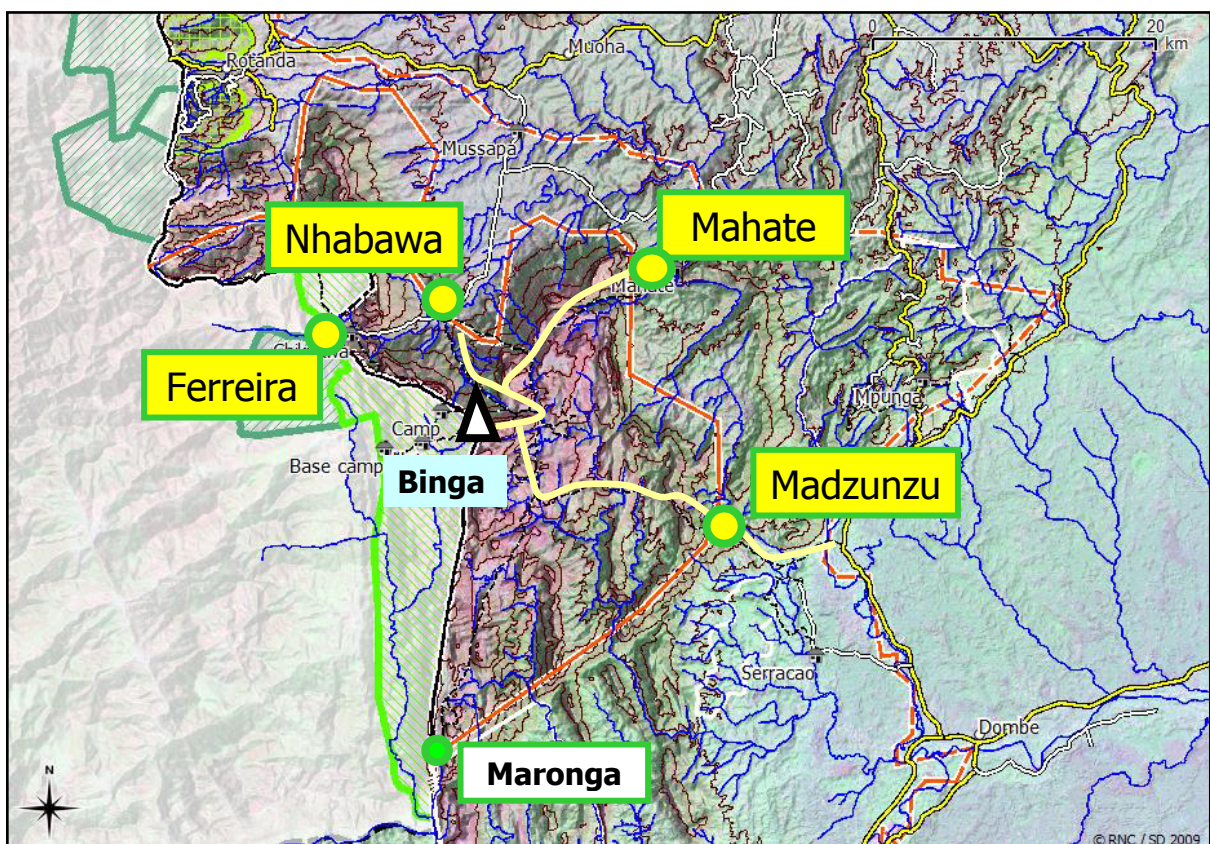 0
20
km
Muoha
Rotanda
Mussapa
Nhabawa
Mahate
Mahate
Ferreira
Mpunga
Camp
Base camp
Binga
Madzunzu
Serracao
Dombe
Maronga
N
© RNC / SD 2009